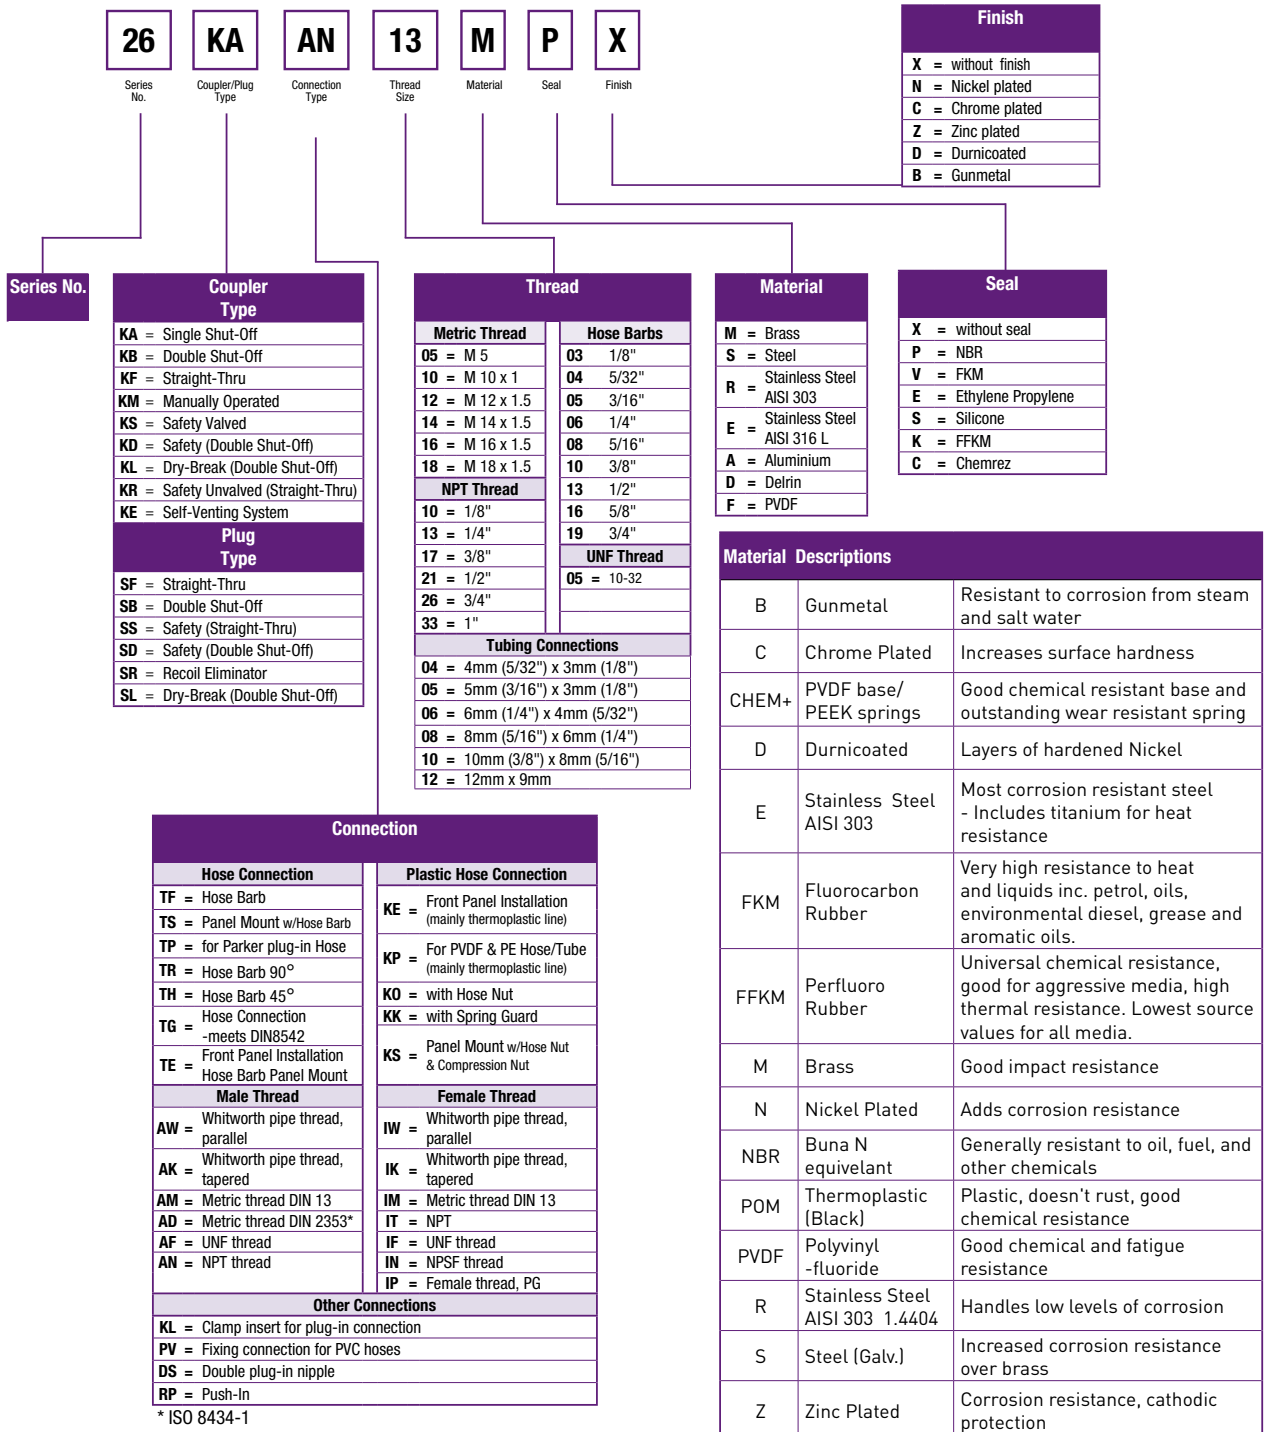 26 KA AN 13 M P X
Series No.
Coupler/Plug Type
Connection Type
Thread Size
Material
Seal
Finish
Finish
X = without finish
N = Nickel plated
C = Chrome plated
Z = Zinc plated
D = Durnicoated
B = Gunmetal
Series No.
Coupler
Type
KA = Single Shut-Off
KB = Double Shut-Off
KF = Straight-Thru
KM = Manually Operated
KS = Safety Valved
KD = Safety (Double Shut-Off)
KL = Dry-Break (Double Shut-Off)
KR = Safety Unvalved (Straight-Thru)
KE = Self-Venting System
Plug
Type
SF = Straight-Thru
SB = Double Shut-Off
SS = Safety (Straight-Thru)
SD = Safety (Double Shut-Off)
SR = Recoil Eliminator
SL = Dry-Break (Double Shut-Off)
Thread
Metric Thread
05 = M 5
10 = M 10 x 1
12 = M 12 x 1.5
14 = M 14 x 1.5
16 = M 16 x 1.5
18 = M 18 x 1.5
NPT Thread
10 = 1/8"
13 = 1/4"
17 = 3/8"
21 = 1/2"
26 = 3/4"
33 = 1"
Hose Barbs
03 1/8"
04 5/32"
05 3/16"
06 1/4"
08 5/16"
10 3/8"
13 1/2"
16 5/8"
19 3/4"
UNF Thread
05 = 10-32
Tubing Connections
04 = 4mm (5/32") x 3mm (1/8")
05 = 5mm (3/16") x 3mm (1/8")
06 = 6mm (1/4") x 4mm (5/32")
08 = 8mm (5/16") x 6mm (1/4")
10 = 10mm (3/8") x 8mm (5/16")
12 = 12mm x 9mm
Material
M = Brass
S = Steel
R = Stainless Steel
AISI 303
E = Stainless Steel
AISI 316 L
A = Aluminium
D = Delrin
F = PVDF
Seal
X = without seal
P = NBR
V = FKM
E = Ethylene Propylene
S = Silicone
K = FFKM
C = Chemrez
Connection
Hose Connection
TF = Hose Barb
TS = Panel Mount w/Hose Barb
TP = for Parker plug-in Hose
TR = Hose Barb 90°
TH = Hose Barb 45°
TG = Hose Connection
-meets DIN8542
TE = Front Panel Installation
Hose Barb Panel Mount
Male Thread
AW = Whitworth pipe thread,
parallel
AK = Whitworth pipe thread,
tapered
AM = Metric thread DIN 13
AD = Metric thread DIN 2353*
AF = UNF thread
AN = NPT thread
Plastic Hose Connection
KE = Front Panel Installation
(mainly thermoplastic line)
KP = For PVDF & PE Hose/Tube
(mainly thermoplastic line)
KO = with Hose Nut
KK = with Spring Guard
KS = Panel Mount w/Hose Nut
& Compression Nut
Female Thread
IW = Whitworth pipe thread,
parallel
IK = Whitworth pipe thread,
tapered
IM = Metric thread DIN 13
IT = NPT
IF = UNF thread
IN = NPSF thread
IP = Female thread, PG
Other Connections
KL = Clamp insert for plug-in connection
PV = Fixing connection for PVC hoses
DS = Double plug-in nipple
RP = Push-In
* ISO 8434-1
Material Descriptions
B Gunmetal Resistant to corrosion from steam
and salt water
C Chrome Plated Increases surface hardness
CHEM+ PVDF base/ Good chemical resistant base and
PEEK springs outstanding wear resistant spring
D Durnicoated Layers of hardened Nickel
E Stainless Steel Most corrosion resistant steel
AISI 303 - Includes titanium for heat
resistance
FKM Fluorocarbon Very high resistance to heat
Rubber and liquids inc. petrol, oils,
environmental diesel, grease and
aromatic oils.
FFKM Perfluoro Universal chemical resistance,
Rubber good for aggressive media, high
thermal resistance. Lowest source
values for all media.
M Brass Good impact resistance
N Nickel Plated Adds corrosion resistance
NBR Buna N Generally resistant to oil, fuel, and
equivelant other chemicals
POM Thermoplastic Plastic, doesn't rust, good
(Black) chemical resistance
PVDF Polyvinyl Good chemical and fatigue
-fluoride resistance
R Stainless Steel Handles low levels of corrosion
AISI 303 1.4404
S Steel (Galv.) Increased corrosion resistance
over brass
Z Zinc Plated Corrosion resistance, cathodic
protection